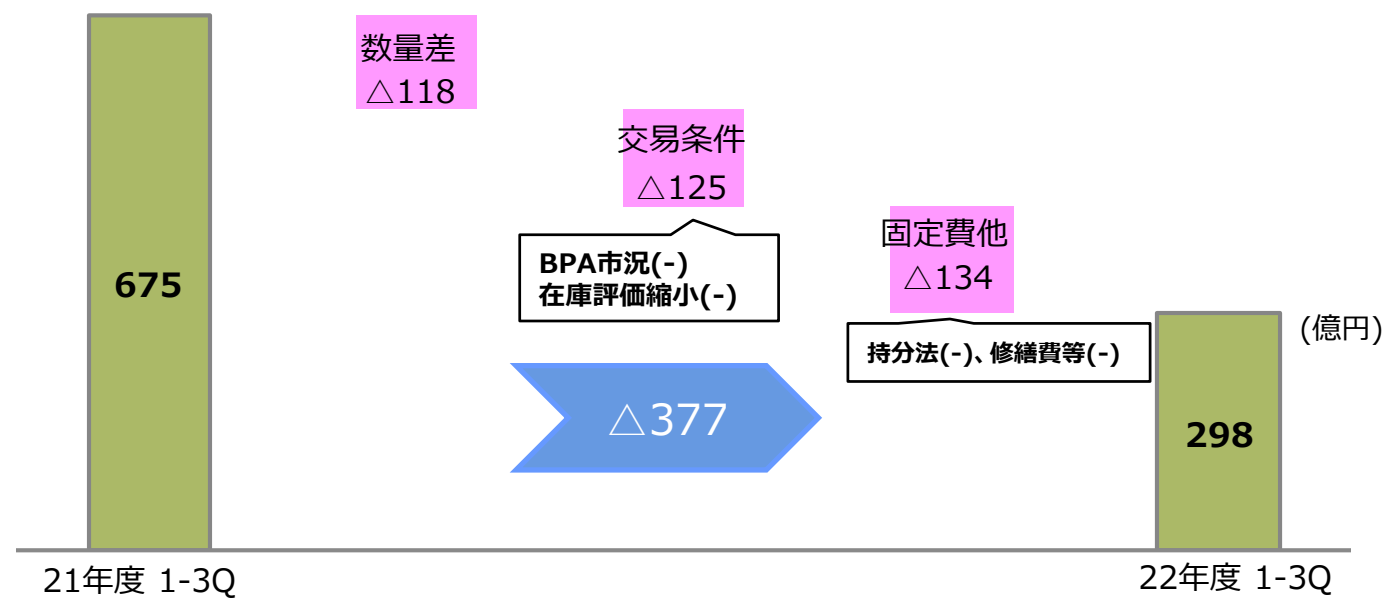 数量差
△118
交易条件
△125
BPA市況(-)
在庫評価縮小(-)
固定費他
△134
持分法(-)、修繕費等(-)
675
△377
298
(億円)
21年度 1-3Q
22年度 1-3Q